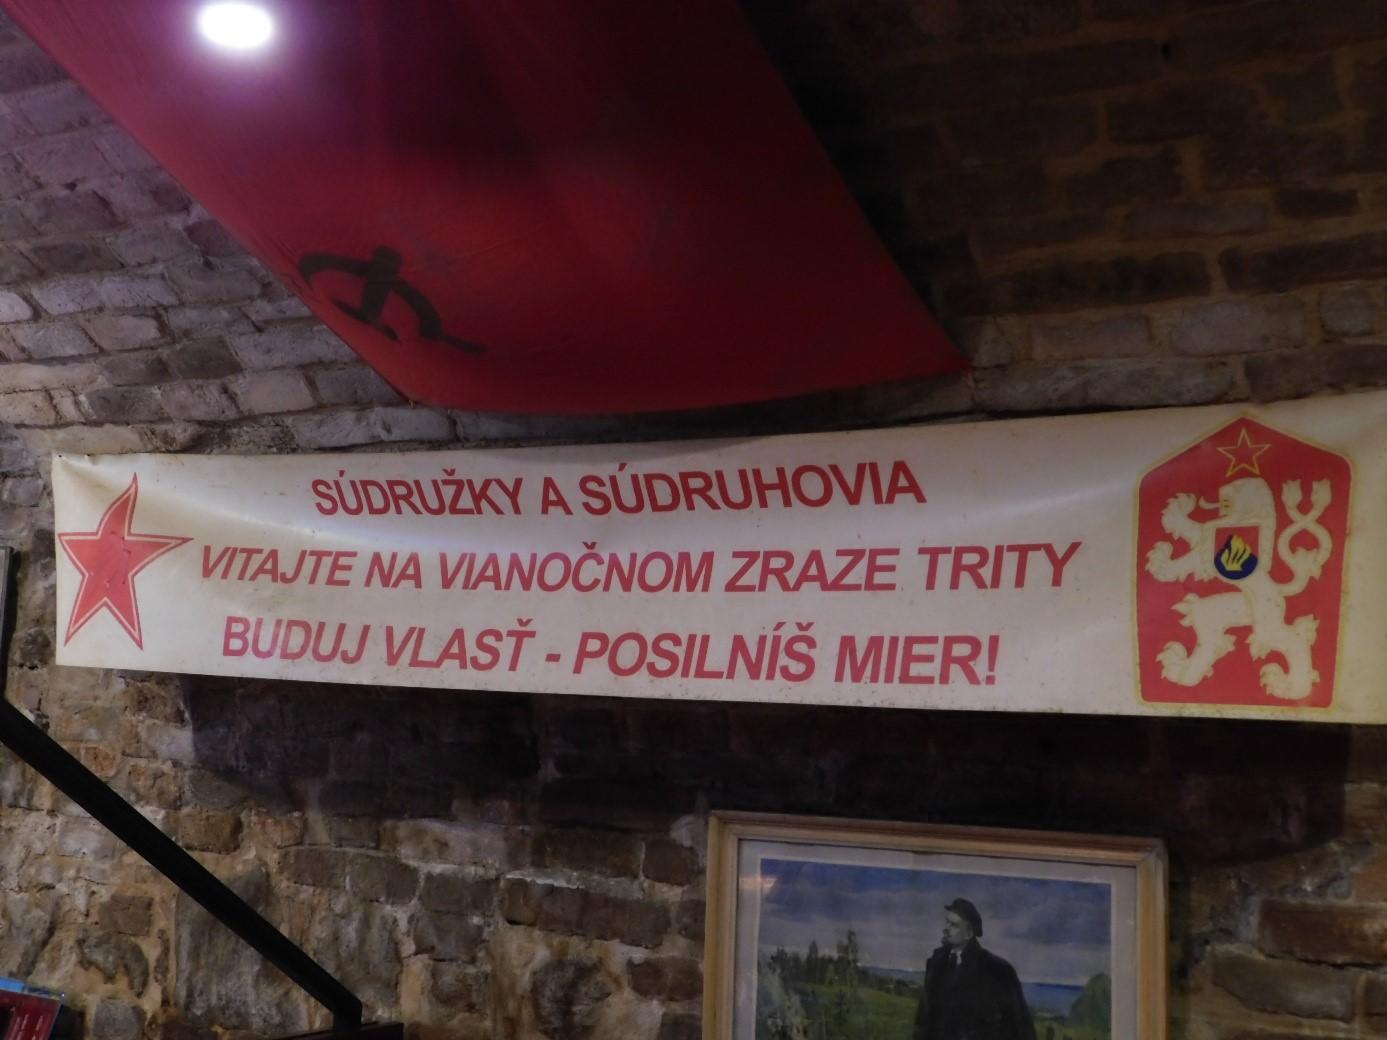 SÚDRUŽKY A SÚDRUHOVIA
VITAJTE NA VIANOČNOM ZRAZE TRITY
BUDUJ VLASŤ - POSILNÍŠ MIER!